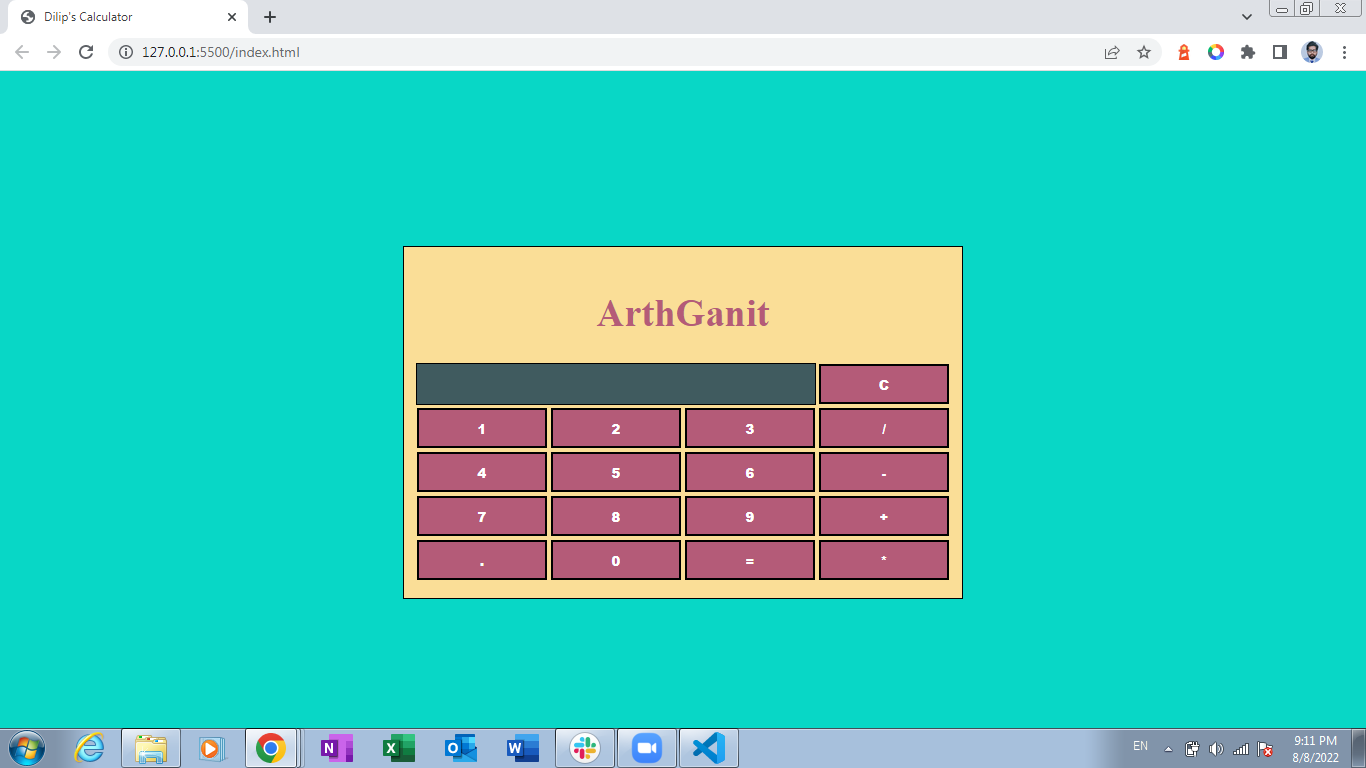 Dilip's Calculator
127.0.0.1:5500/index.html
ArthGanit
C
1 2 3 /
4 5 6 -
7 8 9 +
. 0 = *
N X O W
EN
9:11 PM
8/8/2022